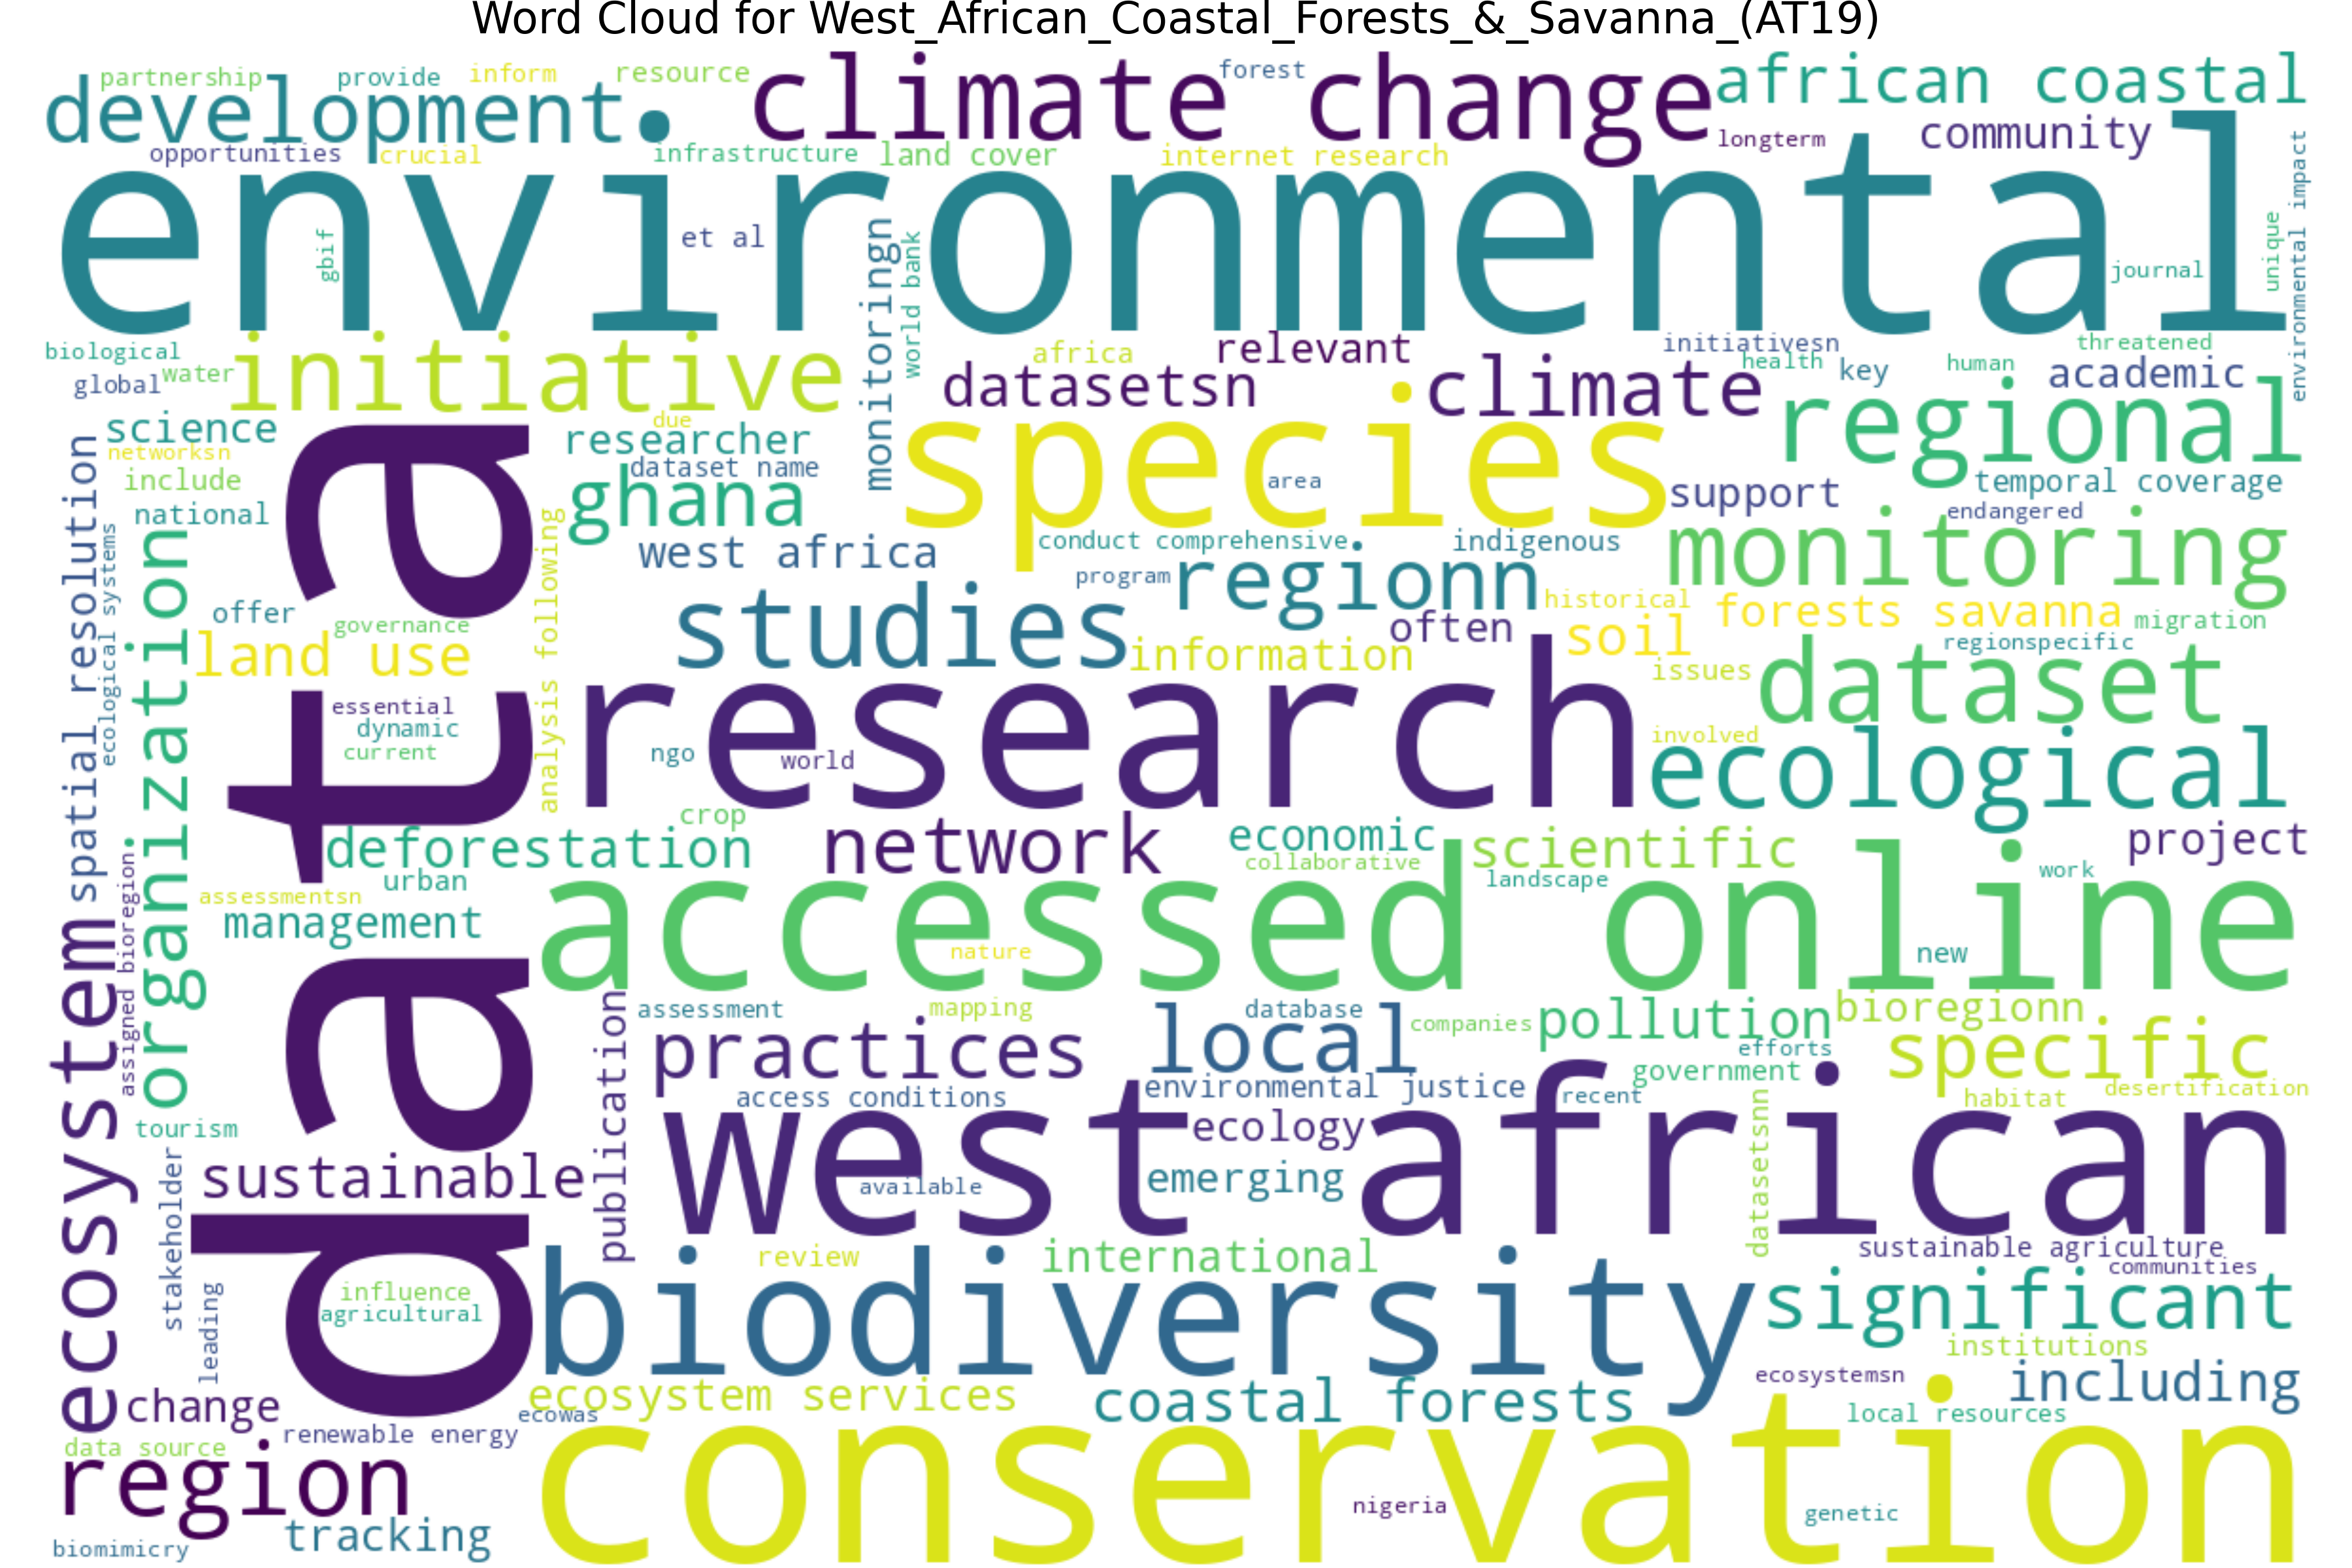 Word Cloud for West_African_Coastal_Forests_&_Savanna_(AT19)
partnership
provide
inform
resource
climate change
forest
african coastal
development
longterm
community
opportunities
crucial
infrastructure
land cover
internet research
environmental
environmental impact
unique
gbif
et al
monitoringn
world bank
journal
biological
global
water
initiative
africa
relevant
datasetsn
climate
initiativesn
health
key
human
threatened
academic
regional
science
networksn
include
national
due
researcher
dataset name
ghana
species
area
support
temporal coverage
endangered
spatial resolution
ecological systems
organization
data
analysis following
west africa
conduct comprehensive
indigenous
monitoring
program
regionn
historical
forests savanna
migration
offer
governance
land use
studies
information
often
soil
issues
regionspecific
dataset
essential
dynamic
current
research
ngo
world
involved
ecological
crop
deforestation
network
economic
collaborative
scientific
project
urban
assessmentsn
management
accessed online
landscape
work
nature
new
ecosystem
assigned bioregion
publication
assessment
mapping
practices
local
database
companies
pollution
bioregionn
efforts
specific
government
access conditions
environmental justice
recent
habitat
desertification
tourism
stakeholder
leading
sustainable
west african
ecology
available
emerging
datasetsnn
sustainable agriculture
communities
influence
agricultural
biodiversity
review
international
significant
institutions
ecosystemsn
including
change
ecosystem services
coastal forests
local resources
ecowas
renewable energy
data source
region
conservation
nigeria
genetic
tracking
biomimicry